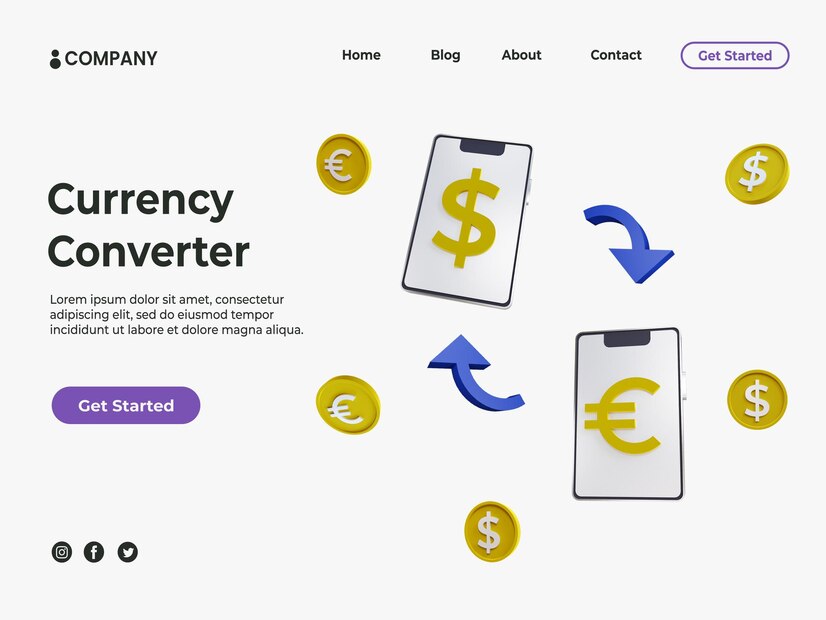 COMPANY
Home Blog About Contact Get Started
Currency
Converter
Lorem ipsum dolor sit amet, consectetur
adipiscing elit, sed do eiusmod tempor
incididunt ut labore et dolore magna aliqua.
Get Started
€
$
$
€
€
$
$